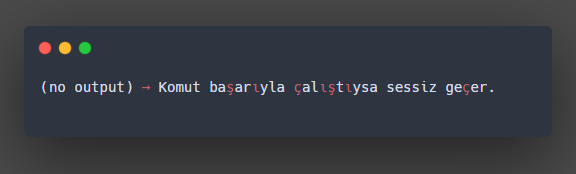 (no output) → Komut başarıyla çalıştıysa sessiz geçer.